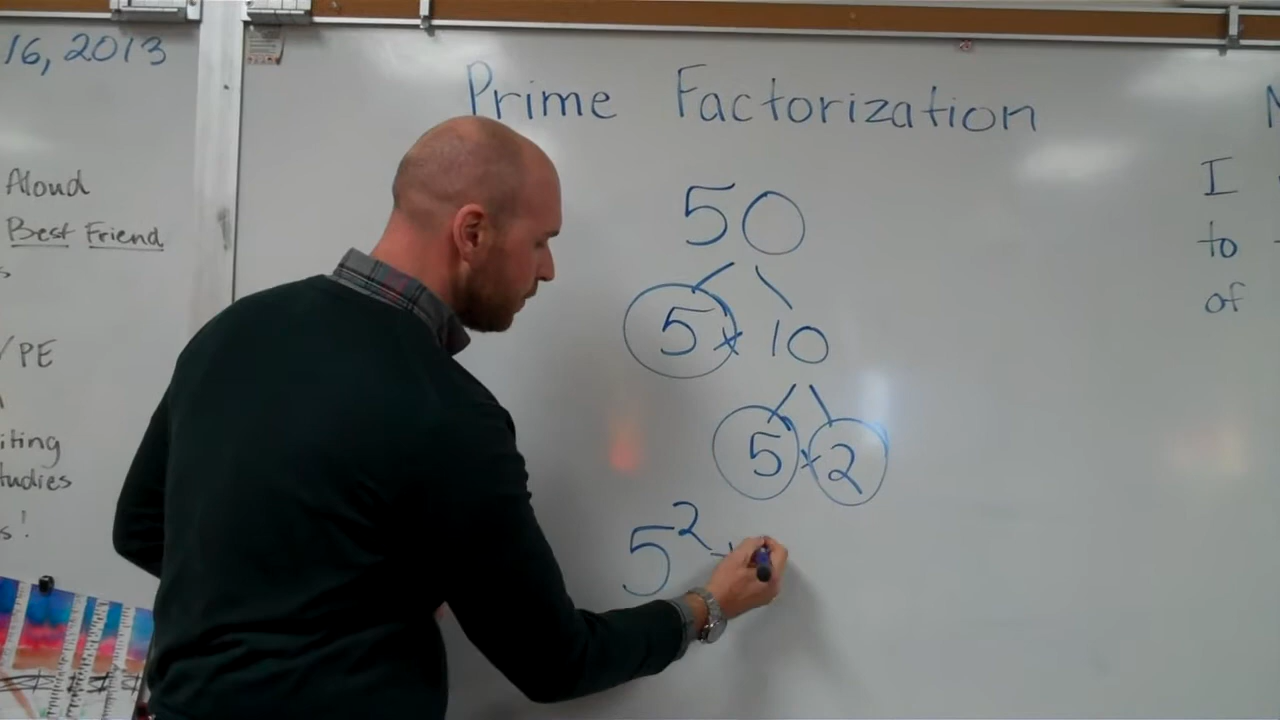 16, 2013
Aloud
Best Friend
s
/PE
iting
tudies
s!
Prime Factorization
50
5 x 10
5 x 2
5² x
I
to
of